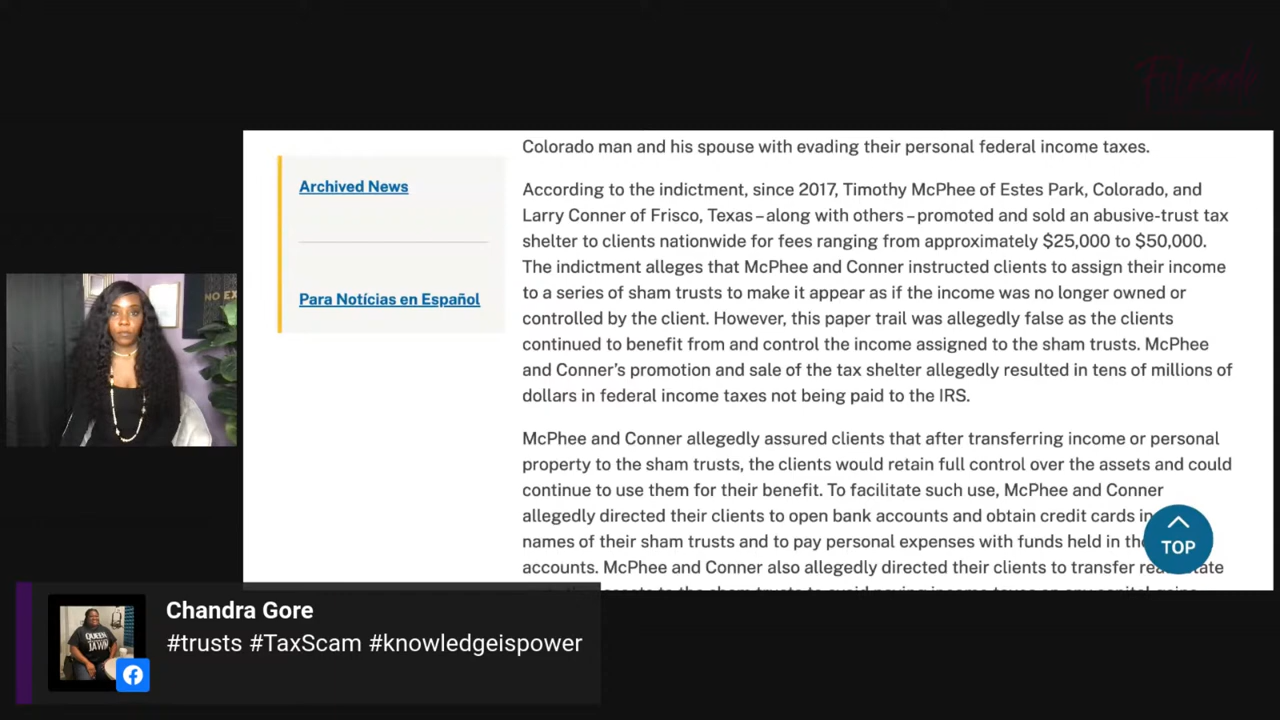 Colorado man and his spouse with evading their personal federal income taxes.
Archived News
Para Notícias en Español
According to the indictment, since 2017, Timothy McPhee of Estes Park, Colorado, and
Larry Conner of Frisco, Texas – along with others – promoted and sold an abusive-trust tax
shelter to clients nationwide for fees ranging from approximately $25,000 to $50,000.
The indictment alleges that McPhee and Conner instructed clients to assign their income
to a series of sham trusts to make it appear as if the income was no longer owned or
controlled by the client. However, this paper trail was allegedly false as the clients
continued to benefit from and control the income assigned to the sham trusts. McPhee
and Conner’s promotion and sale of the tax shelter allegedly resulted in tens of millions of
dollars in federal income taxes not being paid to the IRS.
McPhee and Conner allegedly assured clients that after transferring income or personal
property to the sham trusts, the clients would retain full control over the assets and could
continue to use them for their benefit. To facilitate such use, McPhee and Conner
allegedly directed their clients to open bank accounts and obtain credit cards in
names of their sham trusts and to pay personal expenses with funds held in
accounts. McPhee and Conner also allegedly directed their clients to transfer
TOP
NO EX
Chandra Gore
#trusts #TaxScam #knowledgeispower
QUEEN
JAWN